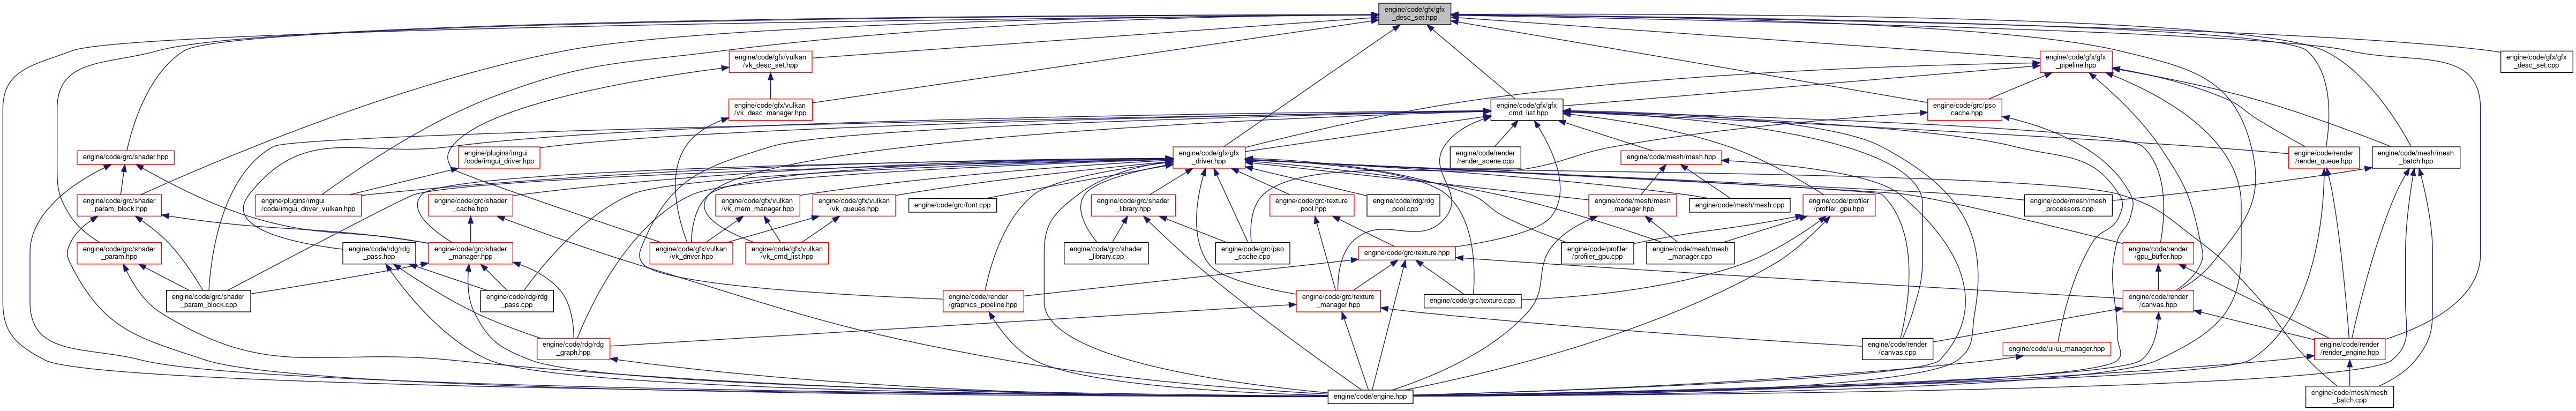 engine/code/gfx/gfx
_desc_set.hpp
engine/code/gfx/vulkan
/vk_desc_set.hpp
engine/code/gfx/gfx
_pipeline.hpp
engine/code/gfx/gfx
_desc_set.cpp
engine/code/gfx/vulkan
/vk_desc_manager.hpp
engine/code/gfx/gfx
_cmd_list.hpp
engine/code/grc/pso
_cache.hpp
engine/code/grc/shader.hpp
engine/plugins/imgui
/code/imgui_driver.hpp
engine/code/gfx/gfx
_driver.hpp
engine/code/render
/render_scene.cpp
engine/code/mesh/mesh.hpp
engine/code/render
/render_queue.hpp
engine/code/mesh/mesh
_batch.hpp
engine/code/grc/shader
_param_block.hpp
engine/plugins/imgui
/code/imgui_driver_vulkan.hpp
engine/code/grc/shader
_cache.hpp
engine/code/gfx/vulkan
/vk_mem_manager.hpp
engine/code/gfx/vulkan
/vk_queues.hpp
engine/code/grc/font.cpp
engine/code/grc/shader
_library.hpp
engine/code/grc/texture
_pool.hpp
engine/code/rdg/rdg
_pool.cpp
engine/code/mesh/mesh
_manager.hpp
engine/code/mesh/mesh.cpp
engine/code/profiler
/profiler_gpu.hpp
engine/code/mesh/mesh
_processors.cpp
engine/code/grc/shader
_param.hpp
engine/code/rdg/rdg
_pass.hpp
engine/code/grc/shader
_manager.hpp
engine/code/gfx/vulkan
/vk_driver.hpp
engine/code/gfx/vulkan
/vk_cmd_list.hpp
engine/code/grc/shader
_library.cpp
engine/code/grc/pso
_cache.cpp
engine/code/grc/texture.hpp
engine/code/profiler
/profiler_gpu.cpp
engine/code/mesh/mesh
_manager.cpp
engine/code/render
/gpu_buffer.hpp
engine/code/grc/shader
_param_block.cpp
engine/code/rdg/rdg
_pass.cpp
engine/code/render
/graphics_pipeline.hpp
engine/code/grc/texture
_manager.hpp
engine/code/grc/texture.cpp
engine/code/render
/canvas.hpp
engine/code/rdg/rdg
_graph.hpp
engine/code/render
/canvas.cpp
engine/code/ui/ui_manager.hpp
engine/code/render
/render_engine.hpp
engine/code/engine.hpp
engine/code/mesh/mesh
_batch.cpp